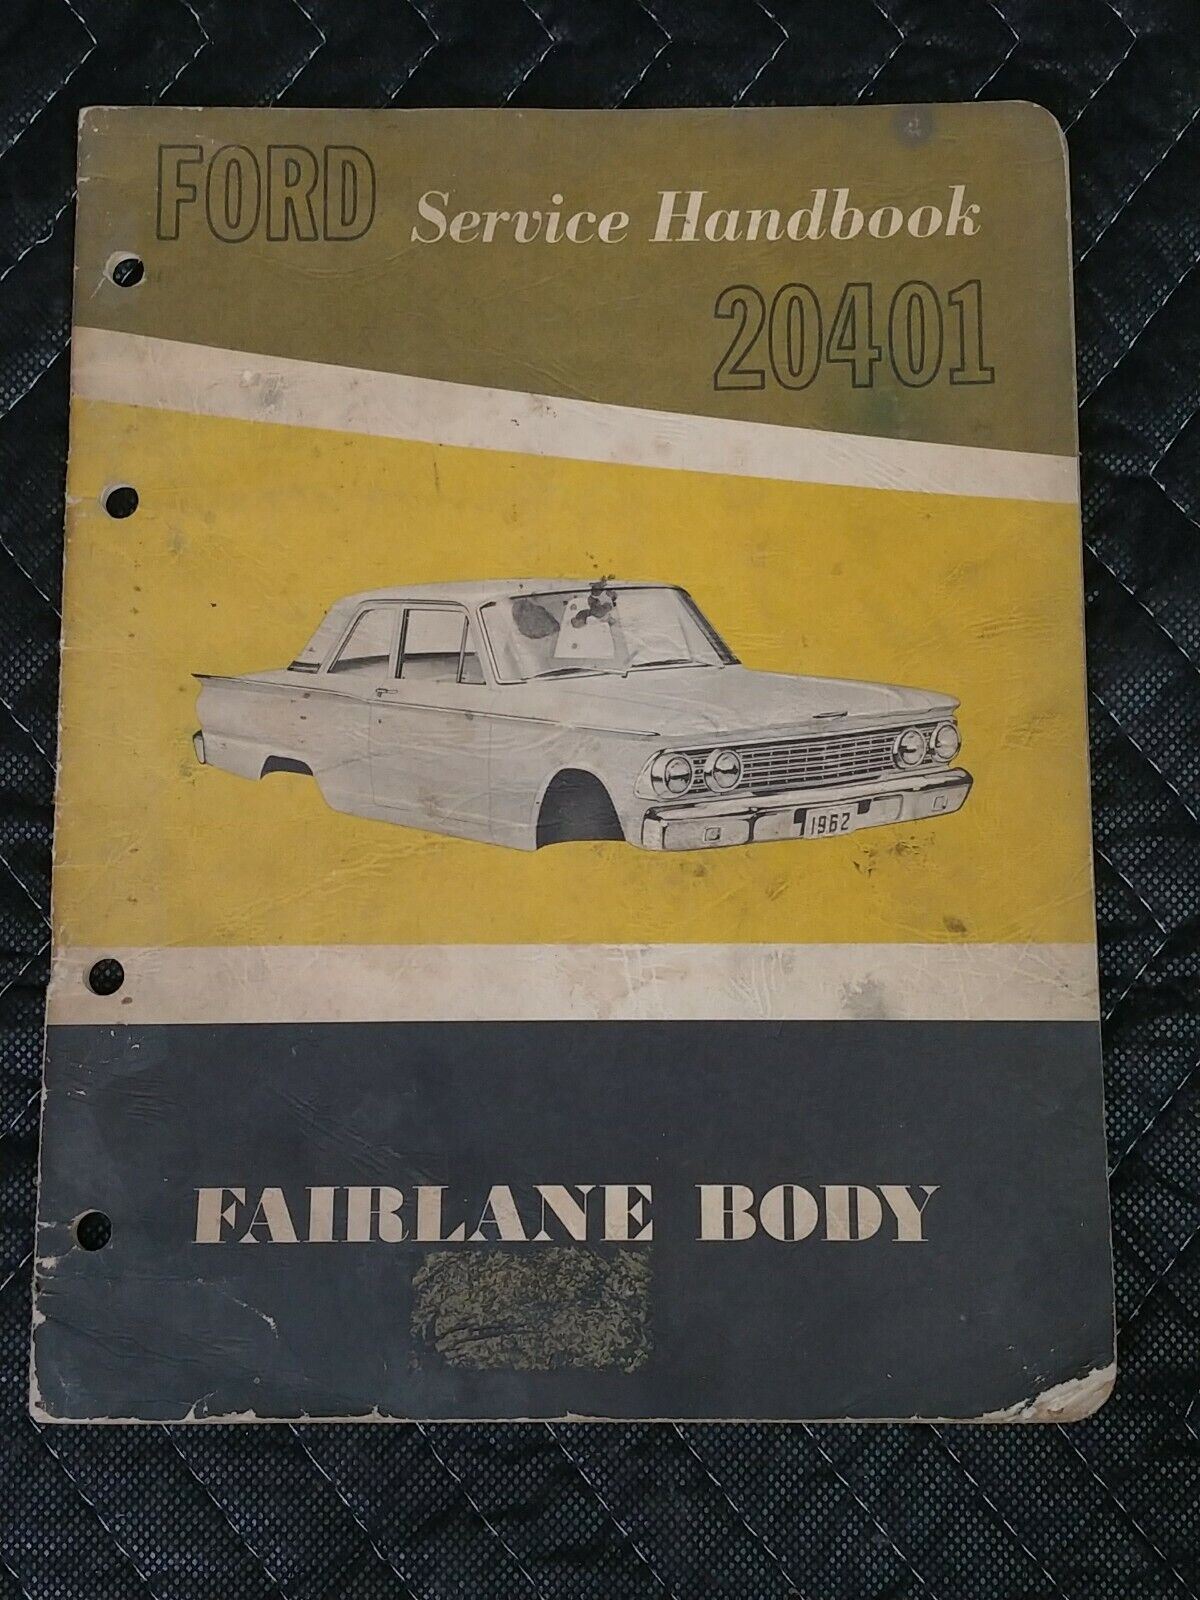 FORD Service Handbook
20401
1962
FAIRLANE BODY